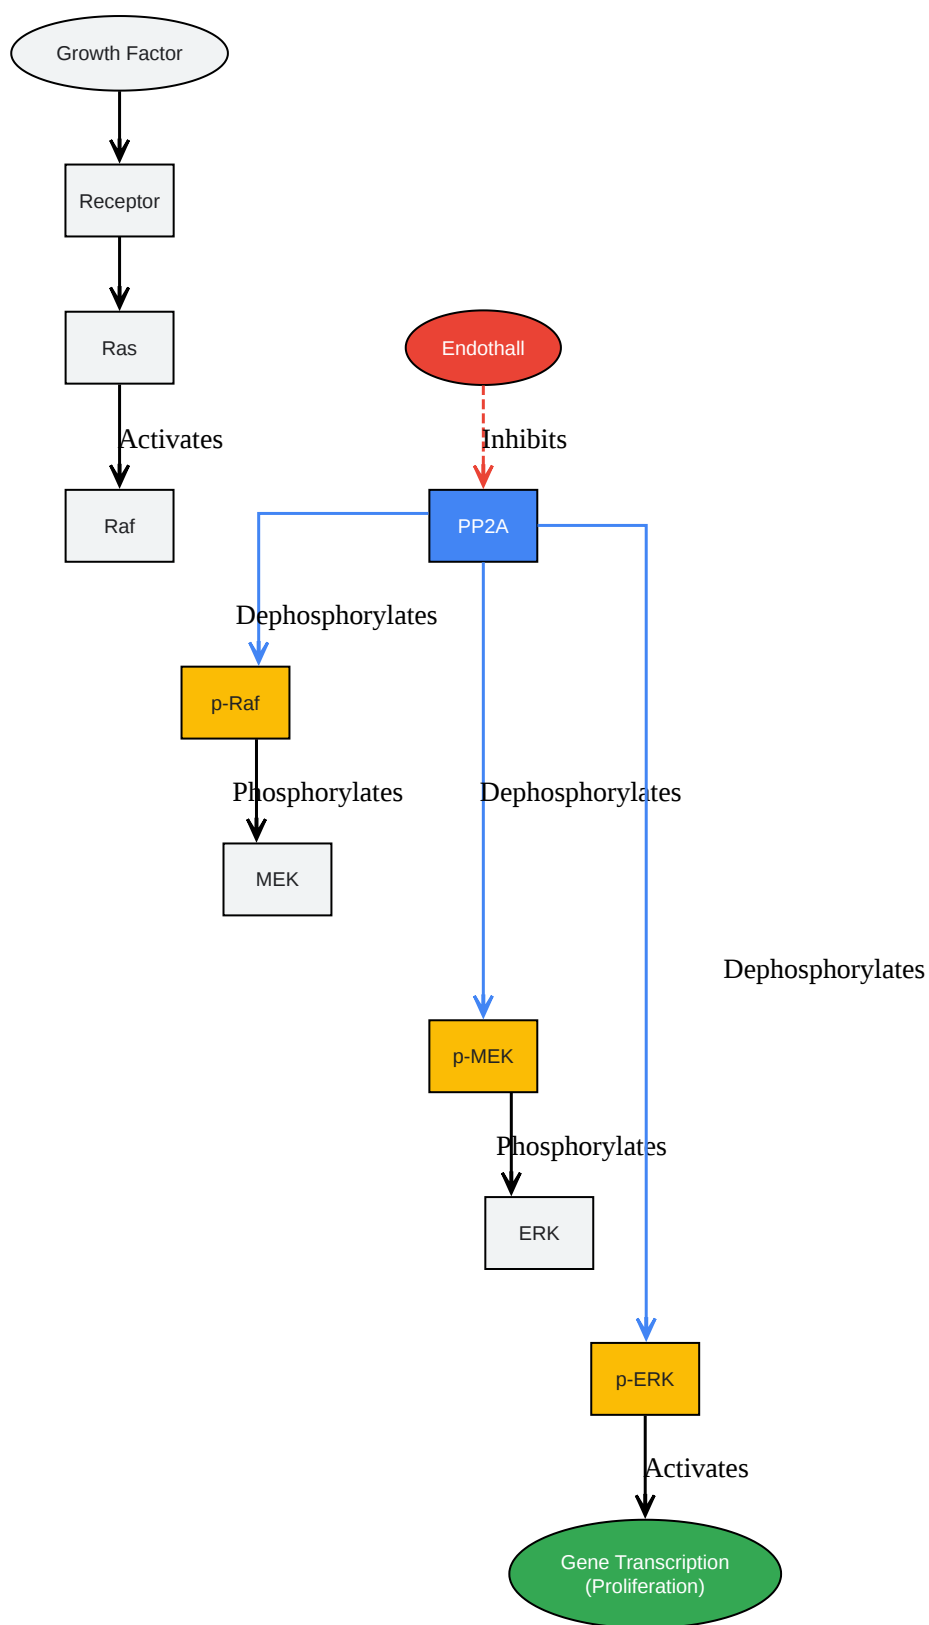 Growth Factor
Receptor
Ras
Endothall
Activates
Inhibits
Raf
PP2A
Dephosphorylates
p-Raf
Phosphorylates
Dephosphorylates
MEK
Dephosphorylates
p-MEK
Phosphorylates
ERK
p-ERK
Activates
Gene Transcription
(Proliferation)